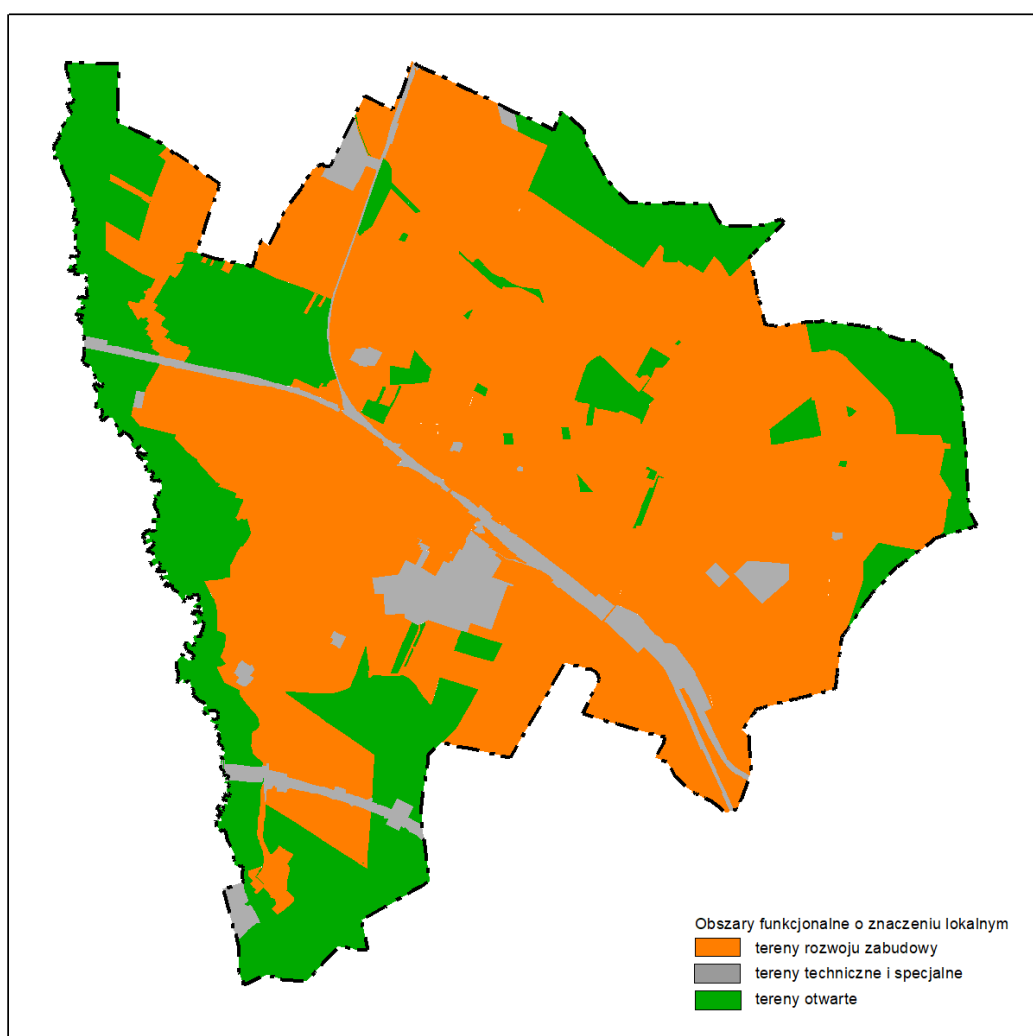 Obszary funkcjonalne o znaczeniu lokalnym
tereny rozwoju zabudowy
tereny techniczne i specjalne
tereny otwarte